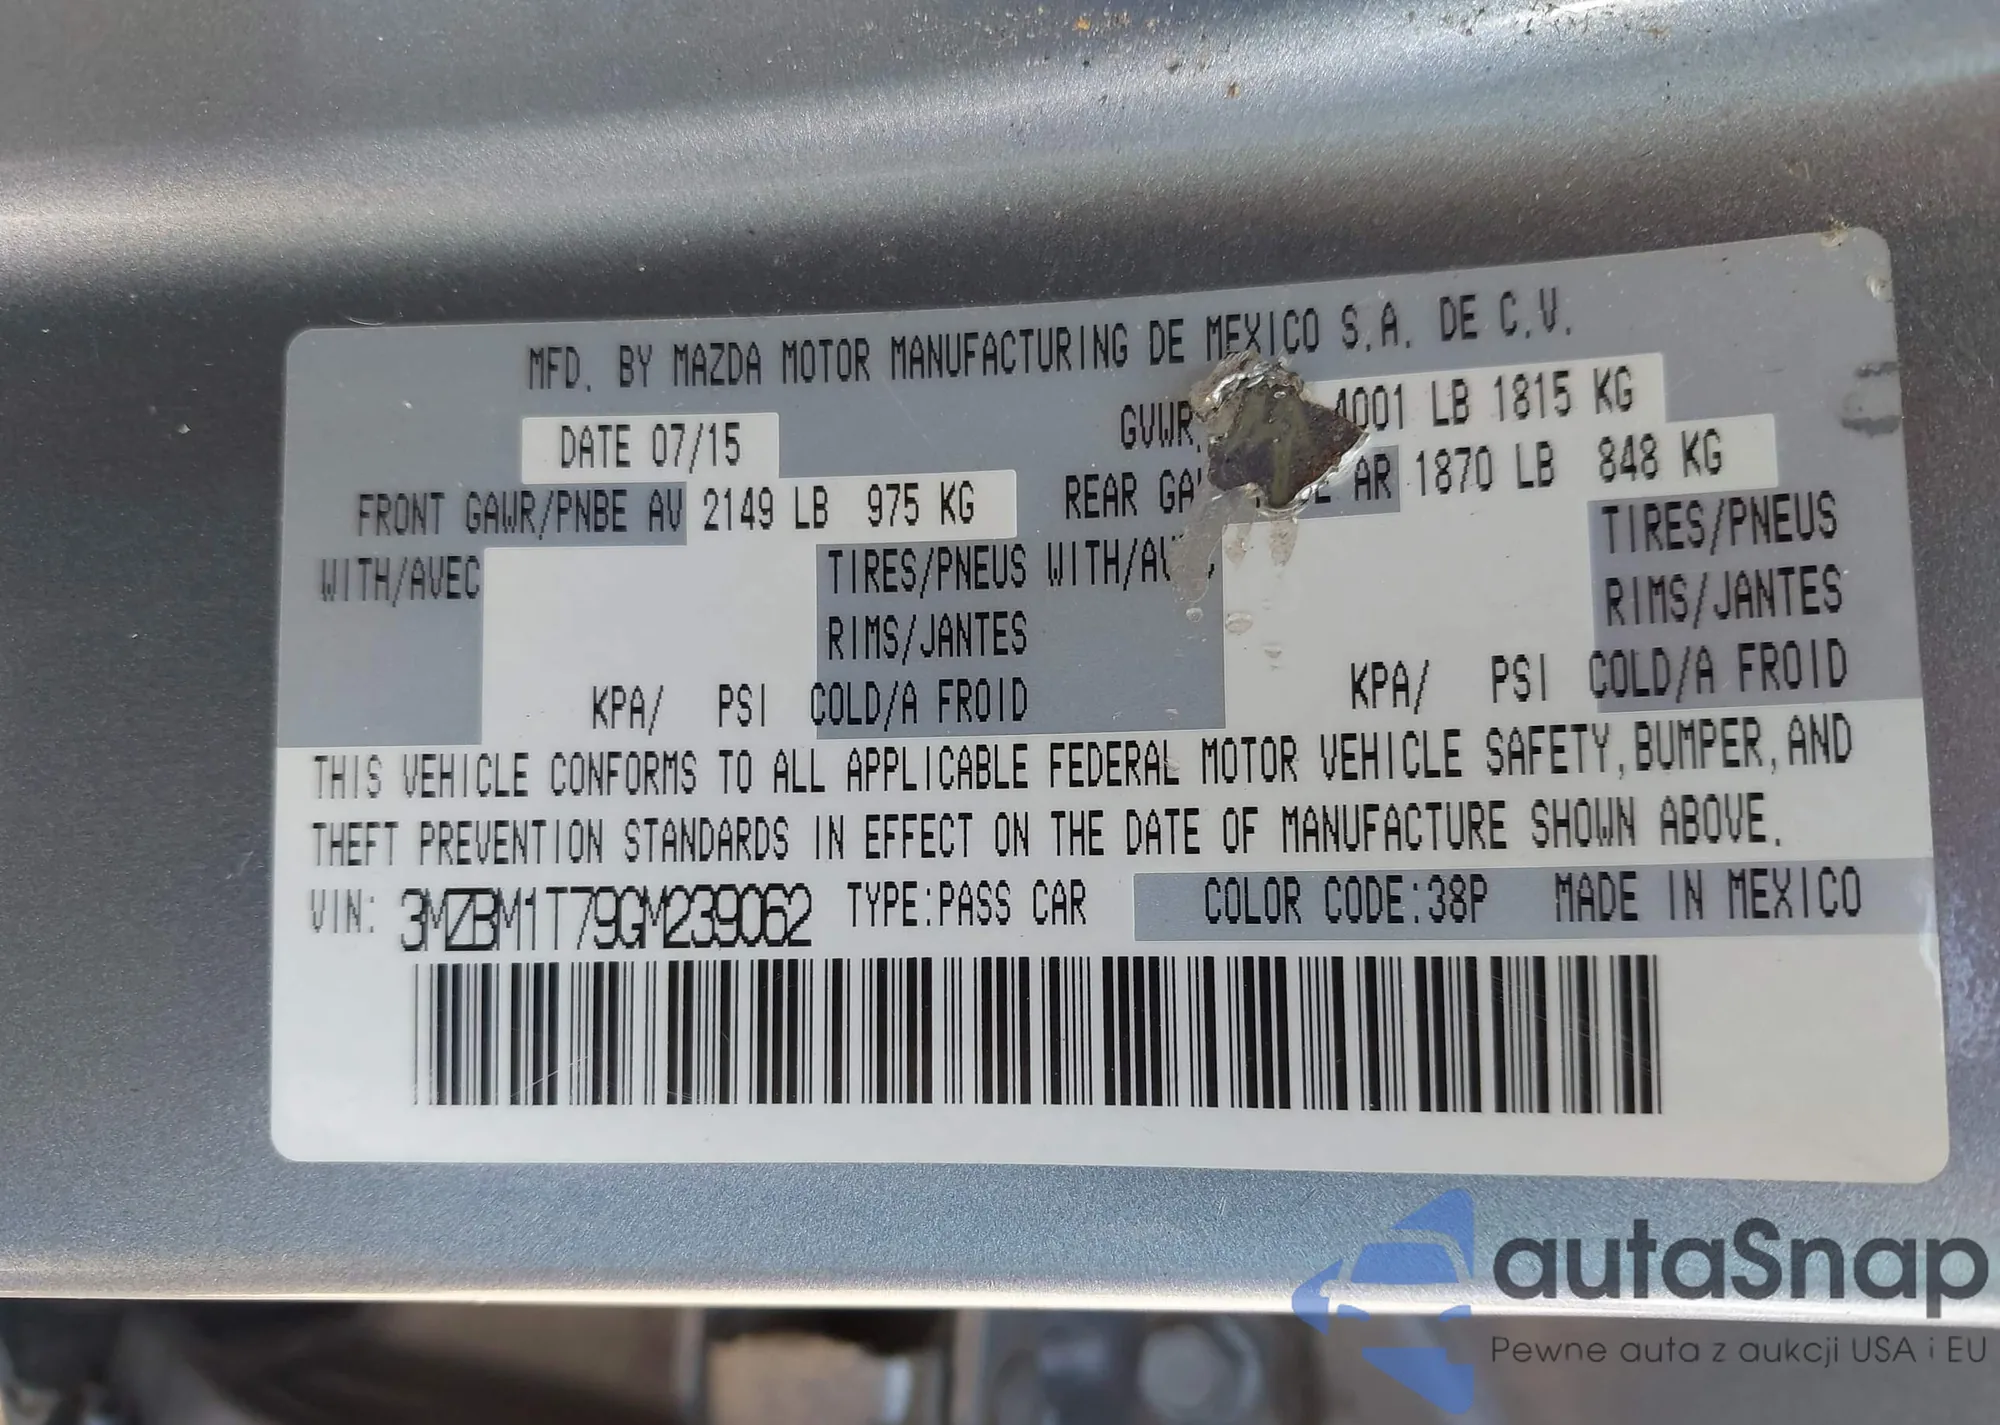 MFD. BY MAZDA MOTOR MANUFACTURING DE MEXICO S.A. DE C.V.
DATE 07/15 GVWR 4001 LB 1815 KG
FRONT GAWR/PNBE AV 2149 LB 975 KG REAR AR 1870 LB 848 KG
WITH/AVEC TIRES/PNEUS TIRES/PNEUS
RIMS/JANTES RIMS/JANTES
KPA/ PSI COLD/A FROID KPA/ PSI COLD/A FROID
THIS VEHICLE CONFORMS TO ALL APPLICABLE FEDERAL MOTOR VEHICLE SAFETY, BUMPER, AND
THEFT PREVENTION STANDARDS IN EFFECT ON THE DATE OF MANUFACTURE SHOWN ABOVE.
VIN: 3MZBM1T79GM239062 TYPE:PASS CAR COLOR CODE:38P MADE IN MEXICO
autaSnap
Pewne auta z aukcji USA i EU